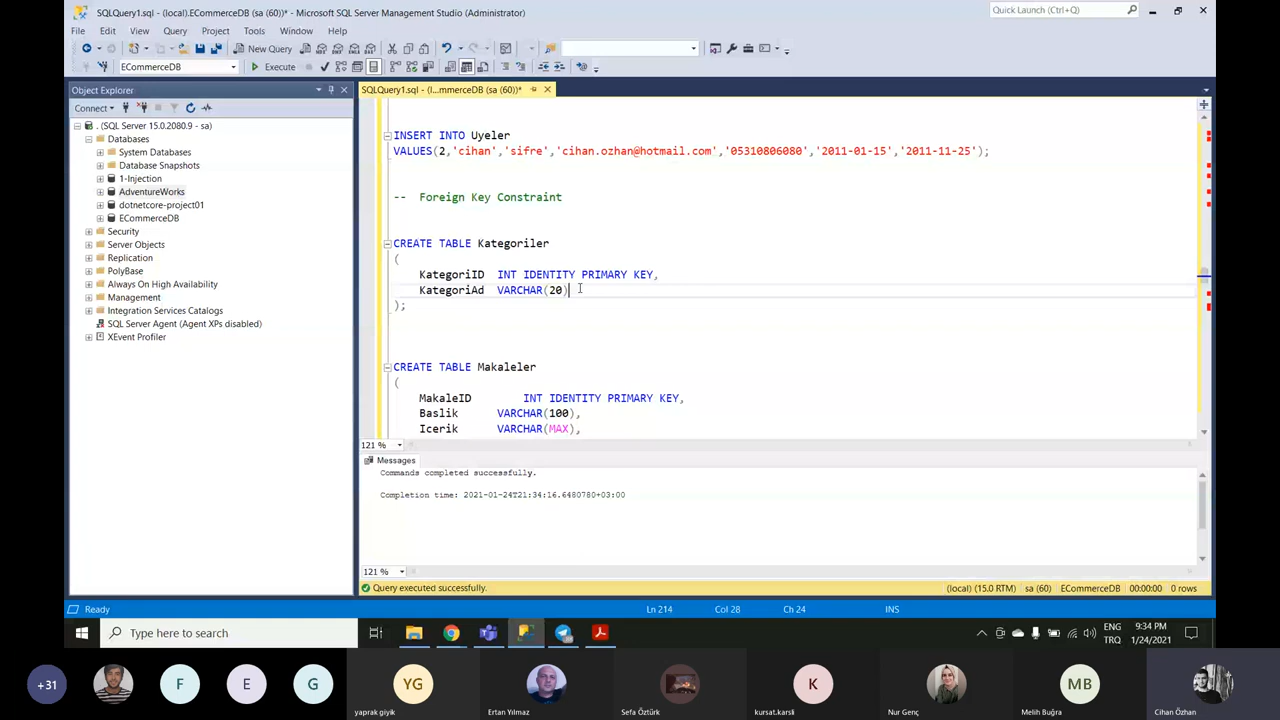 SQLQuery1.sql - (local).ECommerceDB (sa (60))* - Microsoft SQL Server Management Studio (Administrator)
Quick Launch (Ctrl+Q)
File Edit View Query Project Tools Window Help
New Query
ECommerceDB
Execute
Object Explorer
SQLQuery1.sql - (l...mmerceDB (sa (60))*
Connect
. (SQL Server 15.0.2080.9 - sa)
Databases
System Databases
Database Snapshots
1-Injection
AdventureWorks
dotnetcore-project01
ECommerceDB
Security
Server Objects
Replication
PolyBase
Always On High Availability
Management
Integration Services Catalogs
SQL Server Agent (Agent XPs disabled)
XEvent Profiler
INSERT INTO Uyeler
VALUES(2,'cihan','sifre','cihan.ozhan@hotmail.com','05310806080','2011-01-15','2011-11-25');
-- Foreign Key Constraint
CREATE TABLE Kategoriler
(
KategoriID INT IDENTITY PRIMARY KEY,
KategoriAd VARCHAR(20)
);
CREATE TABLE Makaleler
(
MakaleID INT IDENTITY PRIMARY KEY,
Baslik VARCHAR(100),
Icerik VARCHAR(MAX),
121 %
Messages
Commands completed successfully.
Completion time: 2021-01-24T21:34:16.6480780+03:00
121 %
Query executed successfully.
(local) (15.0 RTM) sa (60) ECommerceDB 00:00:00 0 rows
Ready
Ln 214 Col 28 Ch 24 INS
Type here to search
ENG
TRQ
9:34 PM
1/24/2021
+31
F
E
G
YG
K
MB
yaprak giyik
Ertan Yılmaz
Sefa Öztürk
kursat.karsli
Nur Genç
Melih Buğra
Cihan Özhan